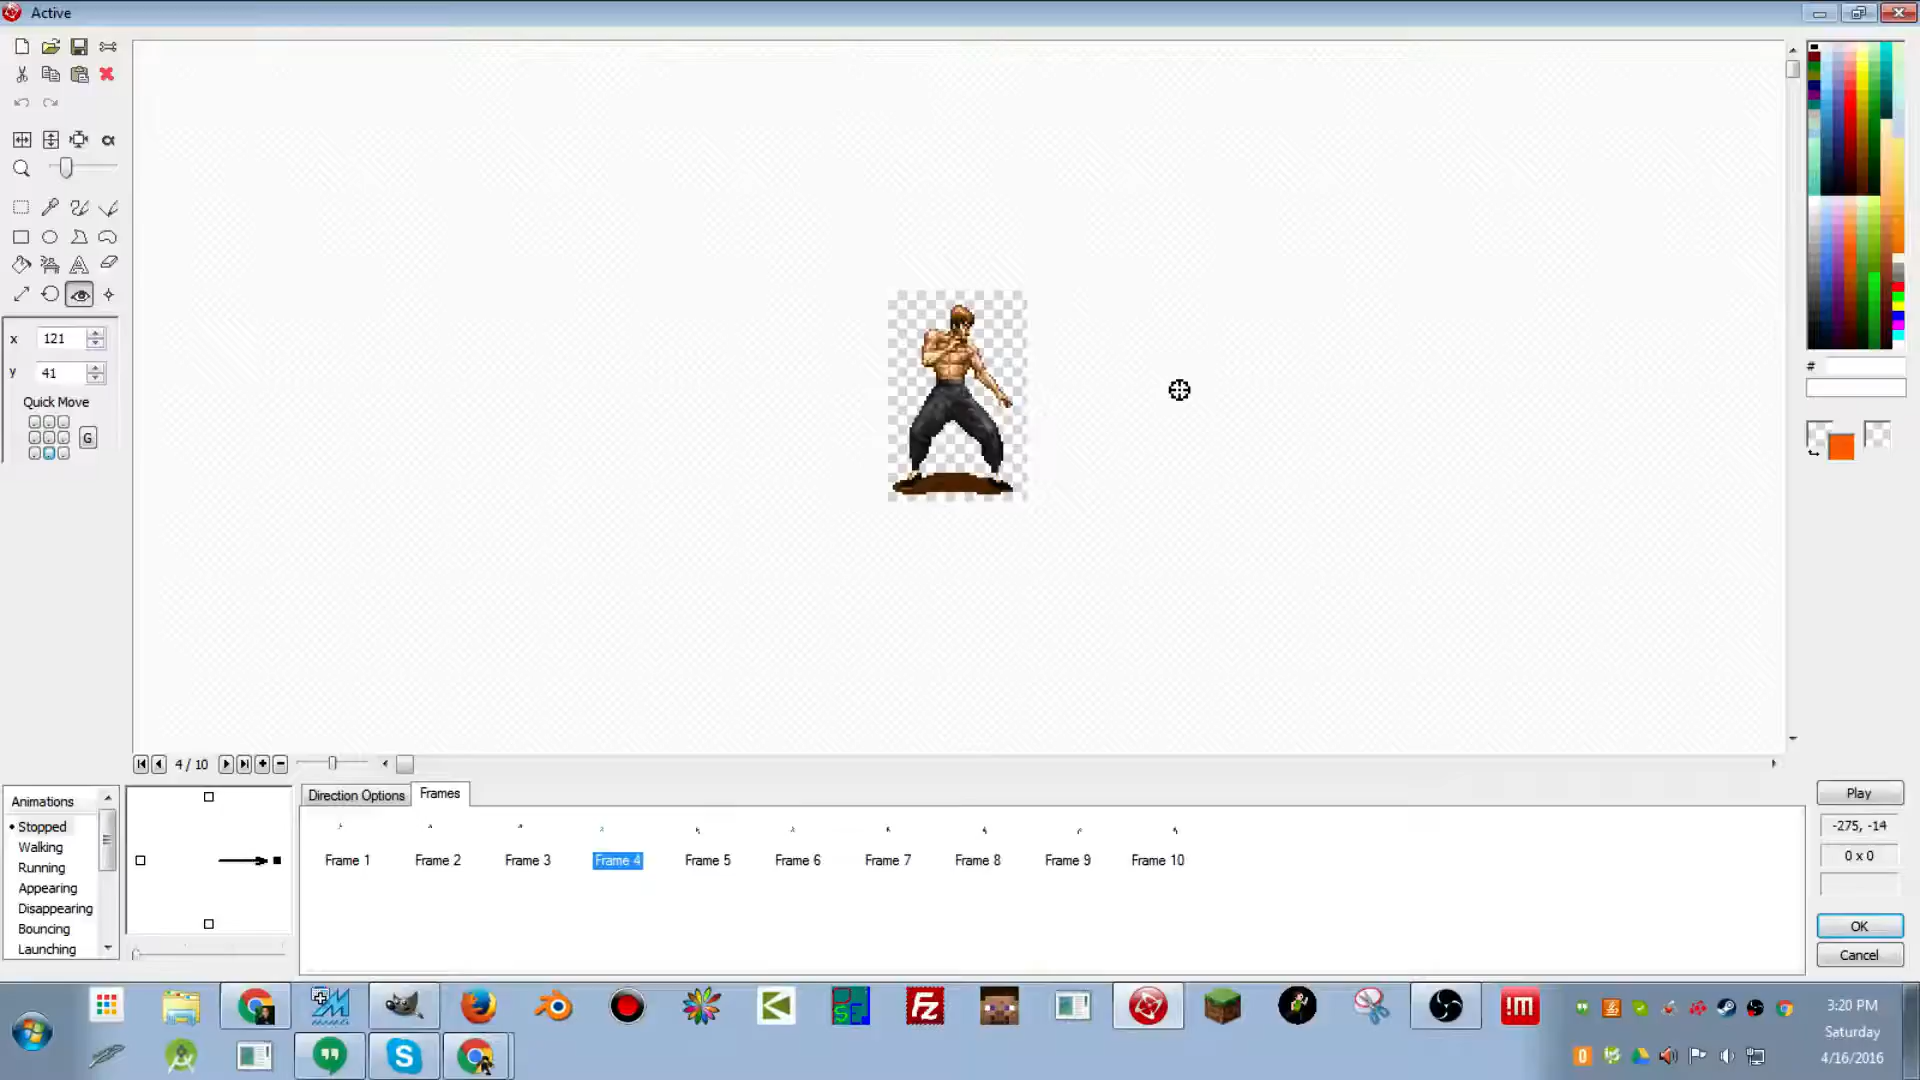 Active
x 121
y 41
Quick Move
G
#
4 / 10
Animations
Stopped
Walking
Running
Appearing
Disappearing
Bouncing
Launching
Direction Options Frames
Frame 1 Frame 2 Frame 3 Frame 4 Frame 5 Frame 6 Frame 7 Frame 8 Frame 9 Frame 10
Play
-275, -14
0 x 0
OK
Cancel
3:20 PM
Saturday
4/16/2016